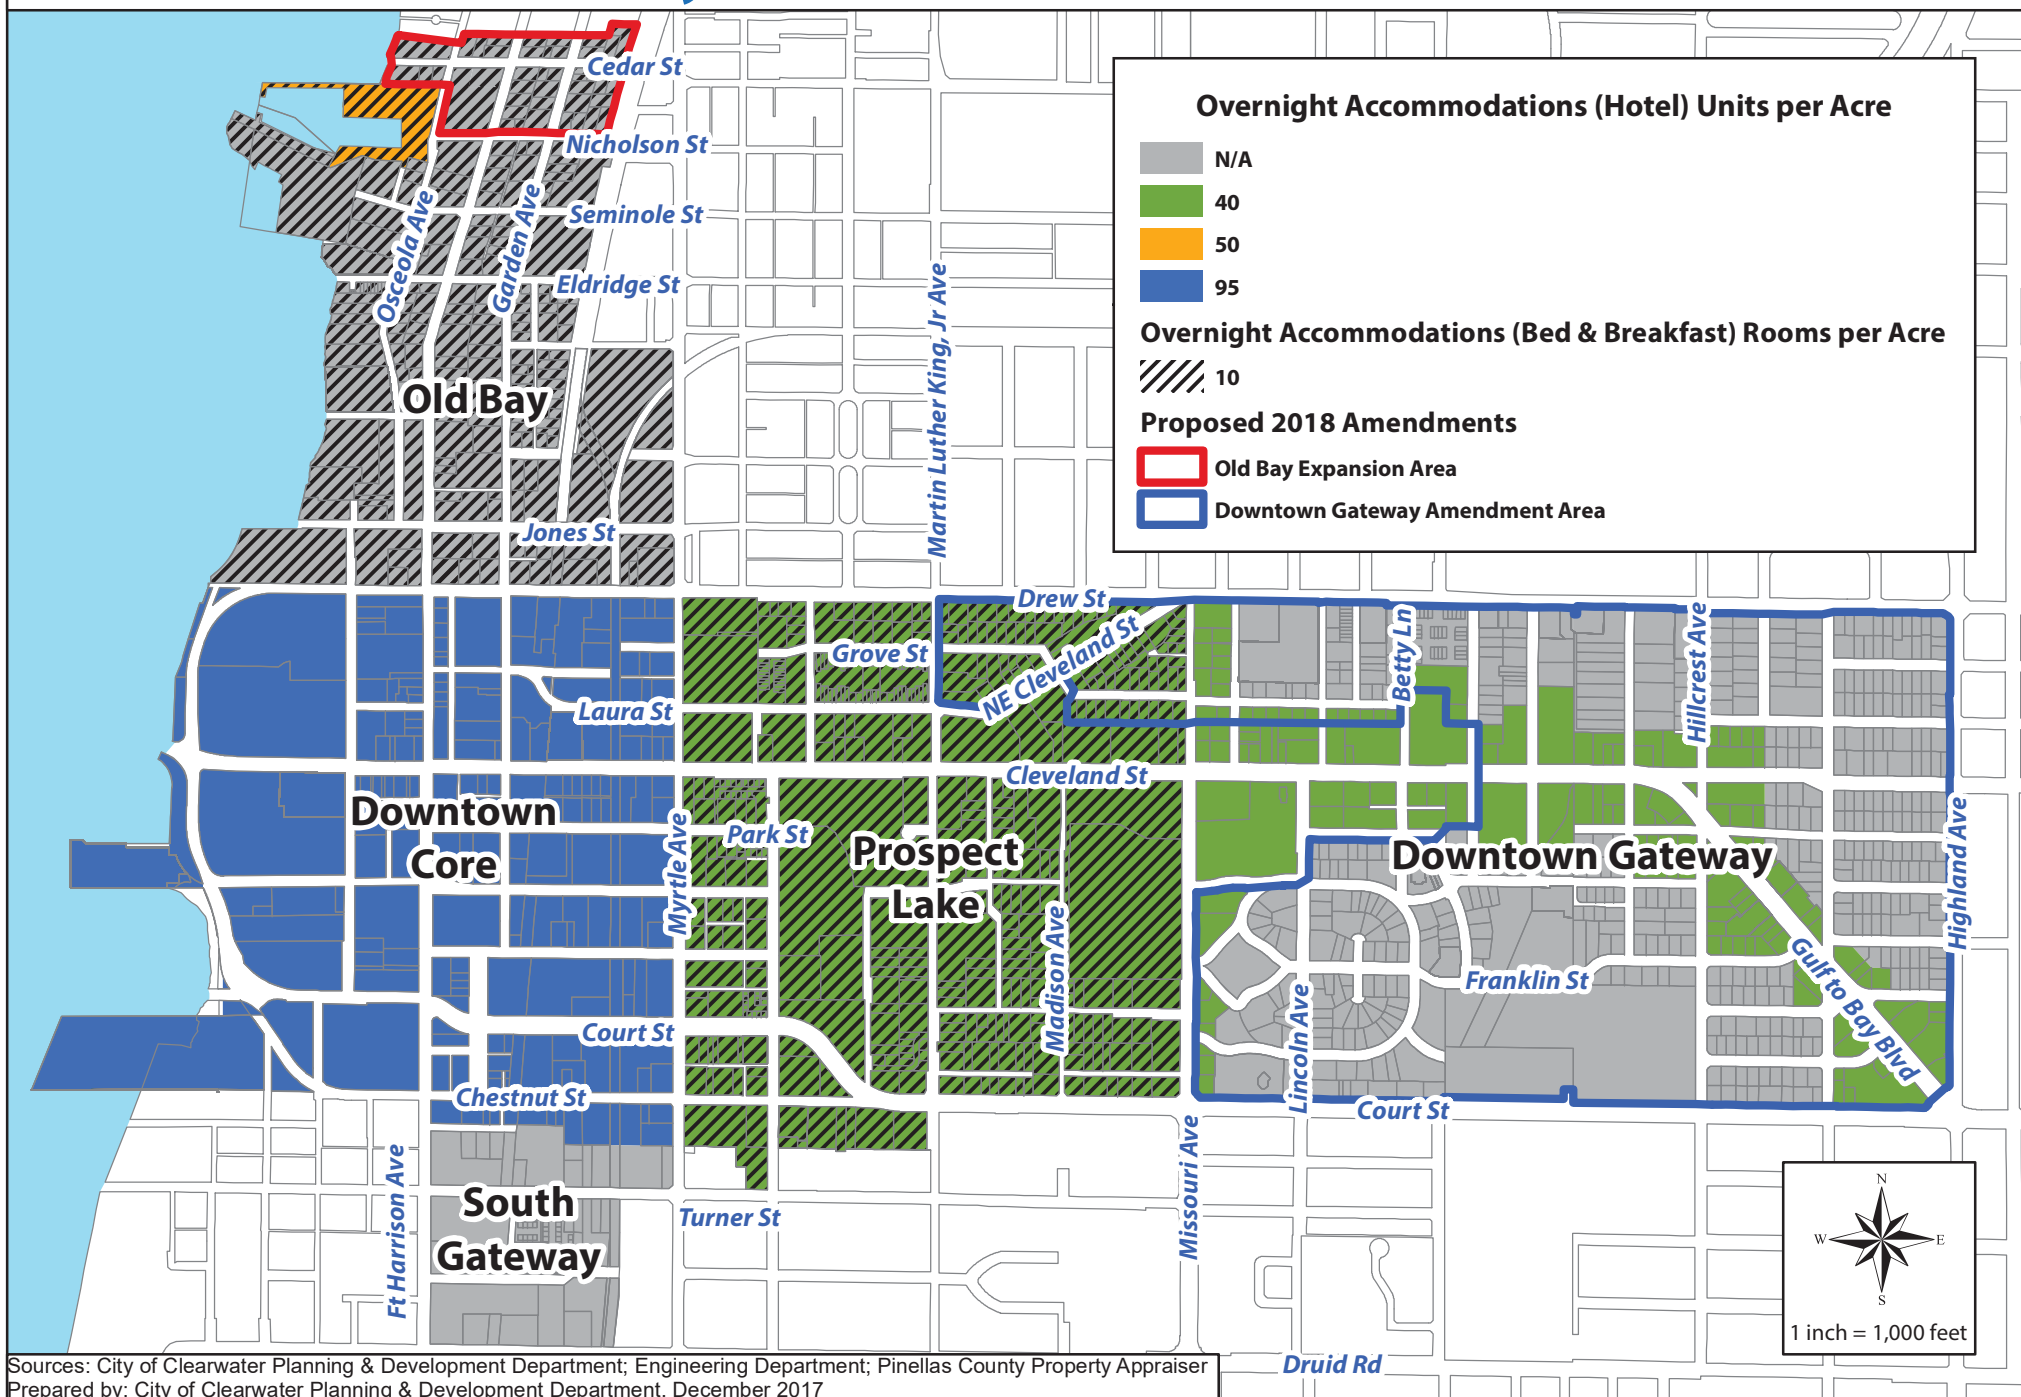 Cedar St
Nicholson St
Seminole St
Eldridge St
Osceola Ave
Garden Ave
Old Bay
Jones St
Martin Luther King, Jr Ave
Overnight Accommodations (Hotel) Units per Acre
N/A
40
50
95
Overnight Accommodations (Bed & Breakfast) Rooms per Acre
10
Proposed 2018 Amendments
Old Bay Expansion Area
Downtown Gateway Amendment Area
Drew St
Grove St
NE Cleveland St
Betty Ln
Hillcrest Ave
Laura St
Cleveland St
Downtown
Core
Myrtle Ave
Park St
Prospect
Lake
Downtown Gateway
Highland Ave
Madison Ave
Gulf to Bay Blvd
Franklin St
Lincoln Ave
Court St
Chestnut St
Court St
Missouri Ave
Ft Harrison Ave
South
Gateway
Turner St
Druid Rd
N
W
E
S
1 inch = 1,000 feet
Sources: City of Clearwater Planning & Development Department; Engineering Department; Pinellas County Property Appraiser
Prepared by: City of Clearwater Planning & Development Department, December 2017